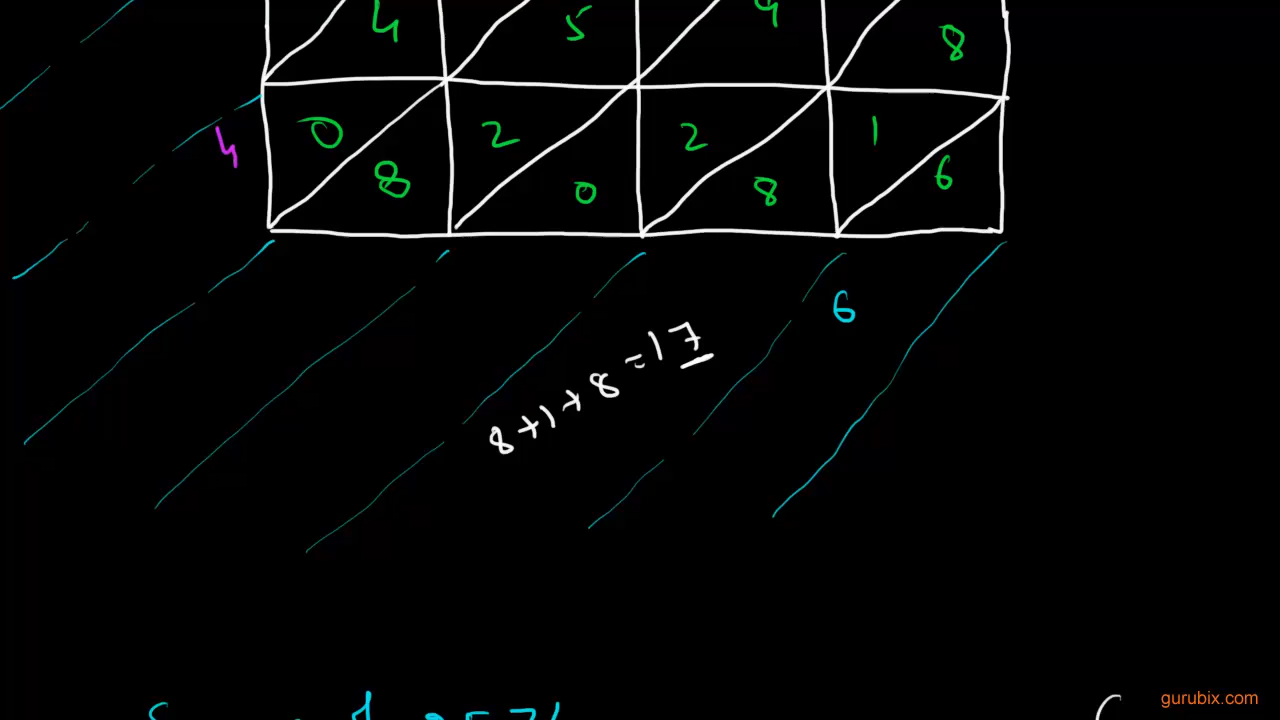 4 5 9 8
4 0 2 2 1
8 0 8 6
6
8+1+8=17
gurubix.com